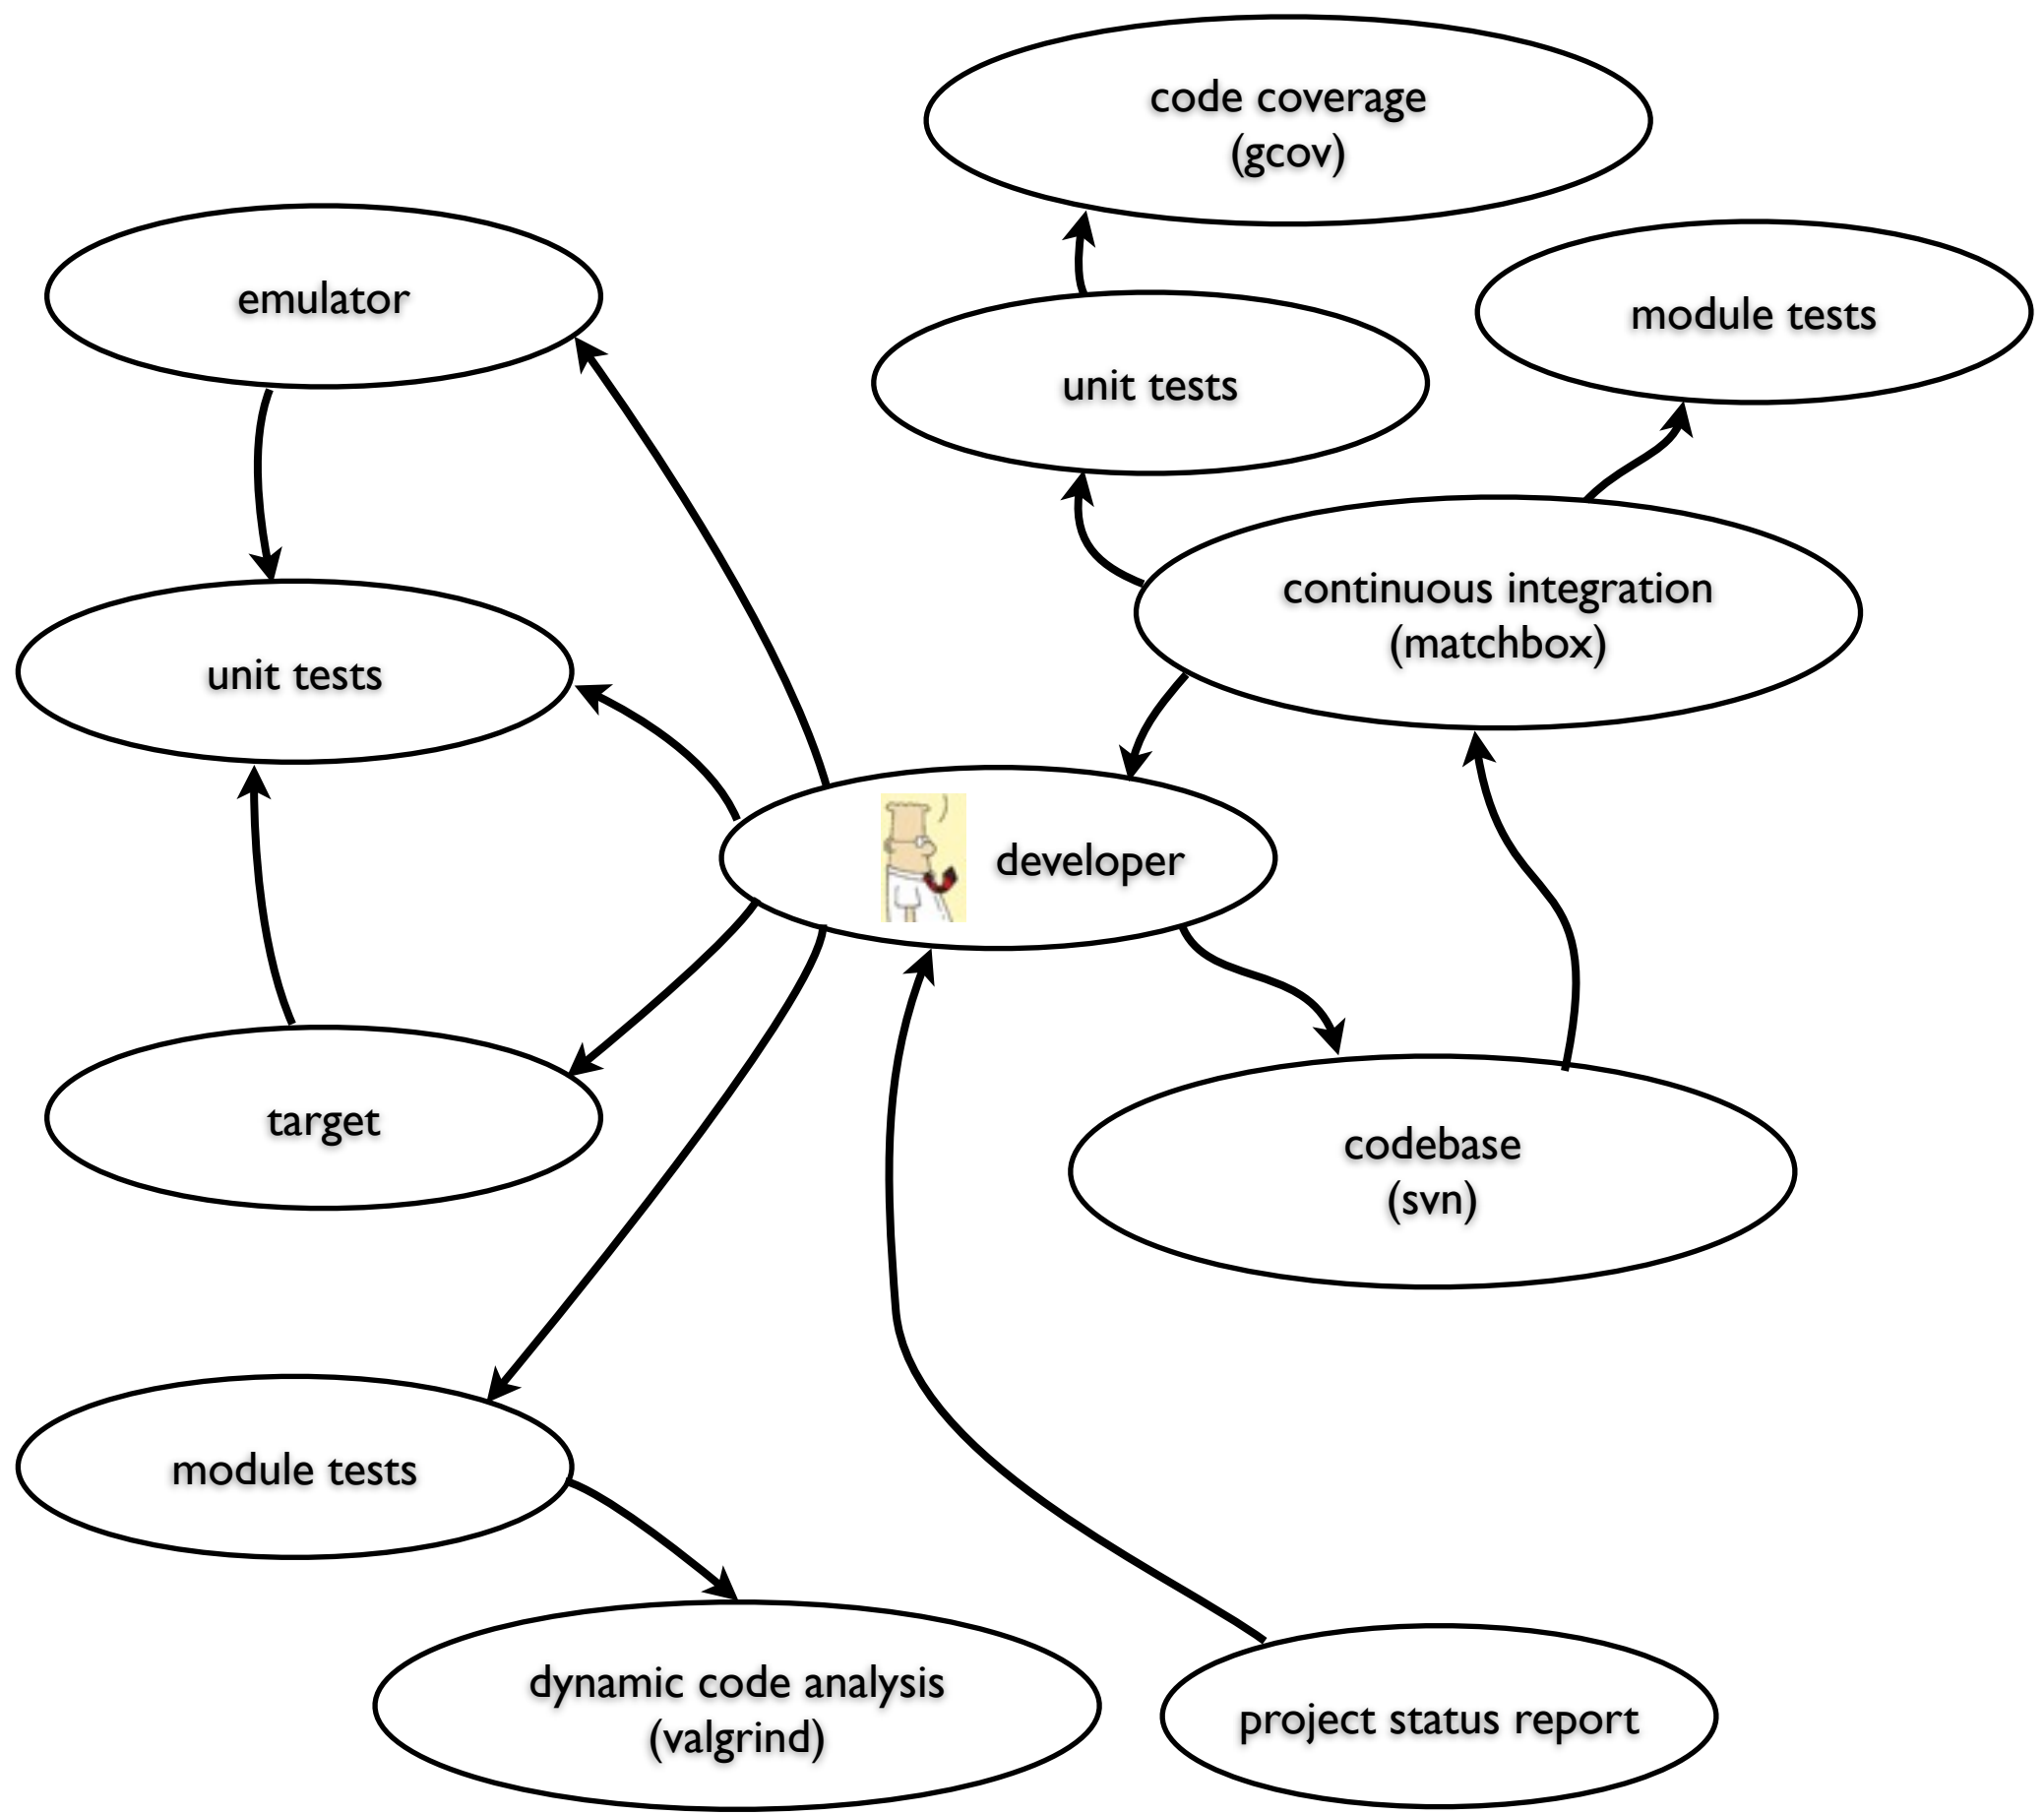 code coverage
(gcov)
emulator
module tests
unit tests
continuous integration
(matchbox)
unit tests
developer
target
codebase
(svn)
module tests
dynamic code analysis
(valgrind)
project status report